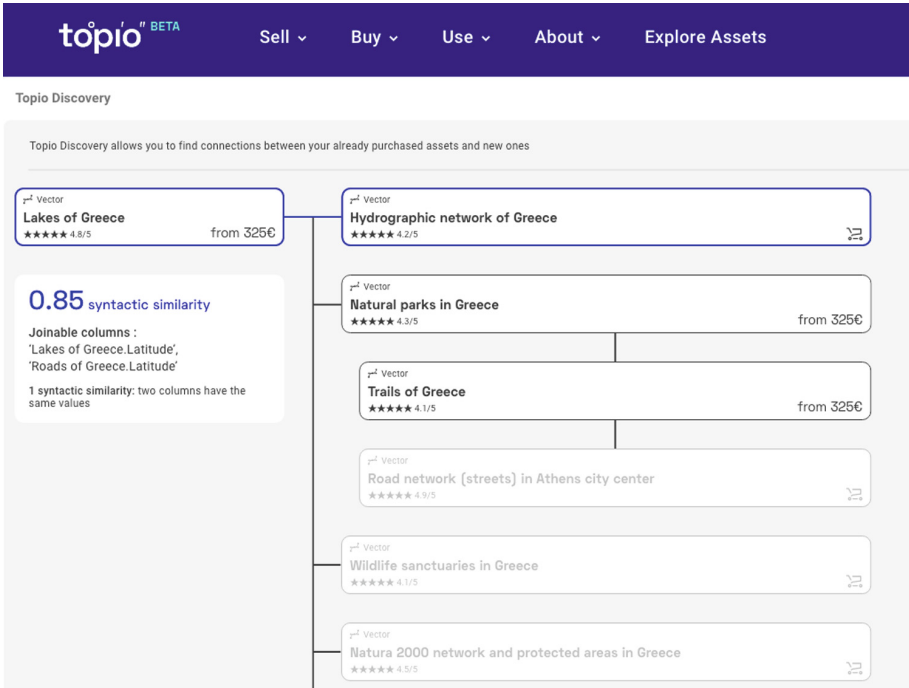 topio" BETA
Sell Buy Use About Explore Assets
Topio Discovery
Topio Discovery allows you to find connections between your already purchased assets and new ones
Vector
Lakes of Greece
★★★★★ 4.8/5 from 325€
0.85 syntactic similarity
Joinable columns :
'Lakes of Greece.Latitude',
'Roads of Greece.Latitude'
1 syntactic similarity: two columns have the
same values
Vector
Hydrographic network of Greece
★★★★★ 4.2/5
Vector
Natural parks in Greece
★★★★★ 4.3/5 from 325€
Vector
Trails of Greece
★★★★★ 4.1/5 from 325€
Vector
Road network (streets) in Athens city center
★★★★★ 4.9/5
Vector
Wildlife sanctuaries in Greece
★★★★★ 4.1/5
Vector
Natura 2000 network and protected areas in Greece
★★★★★ 4.5/5